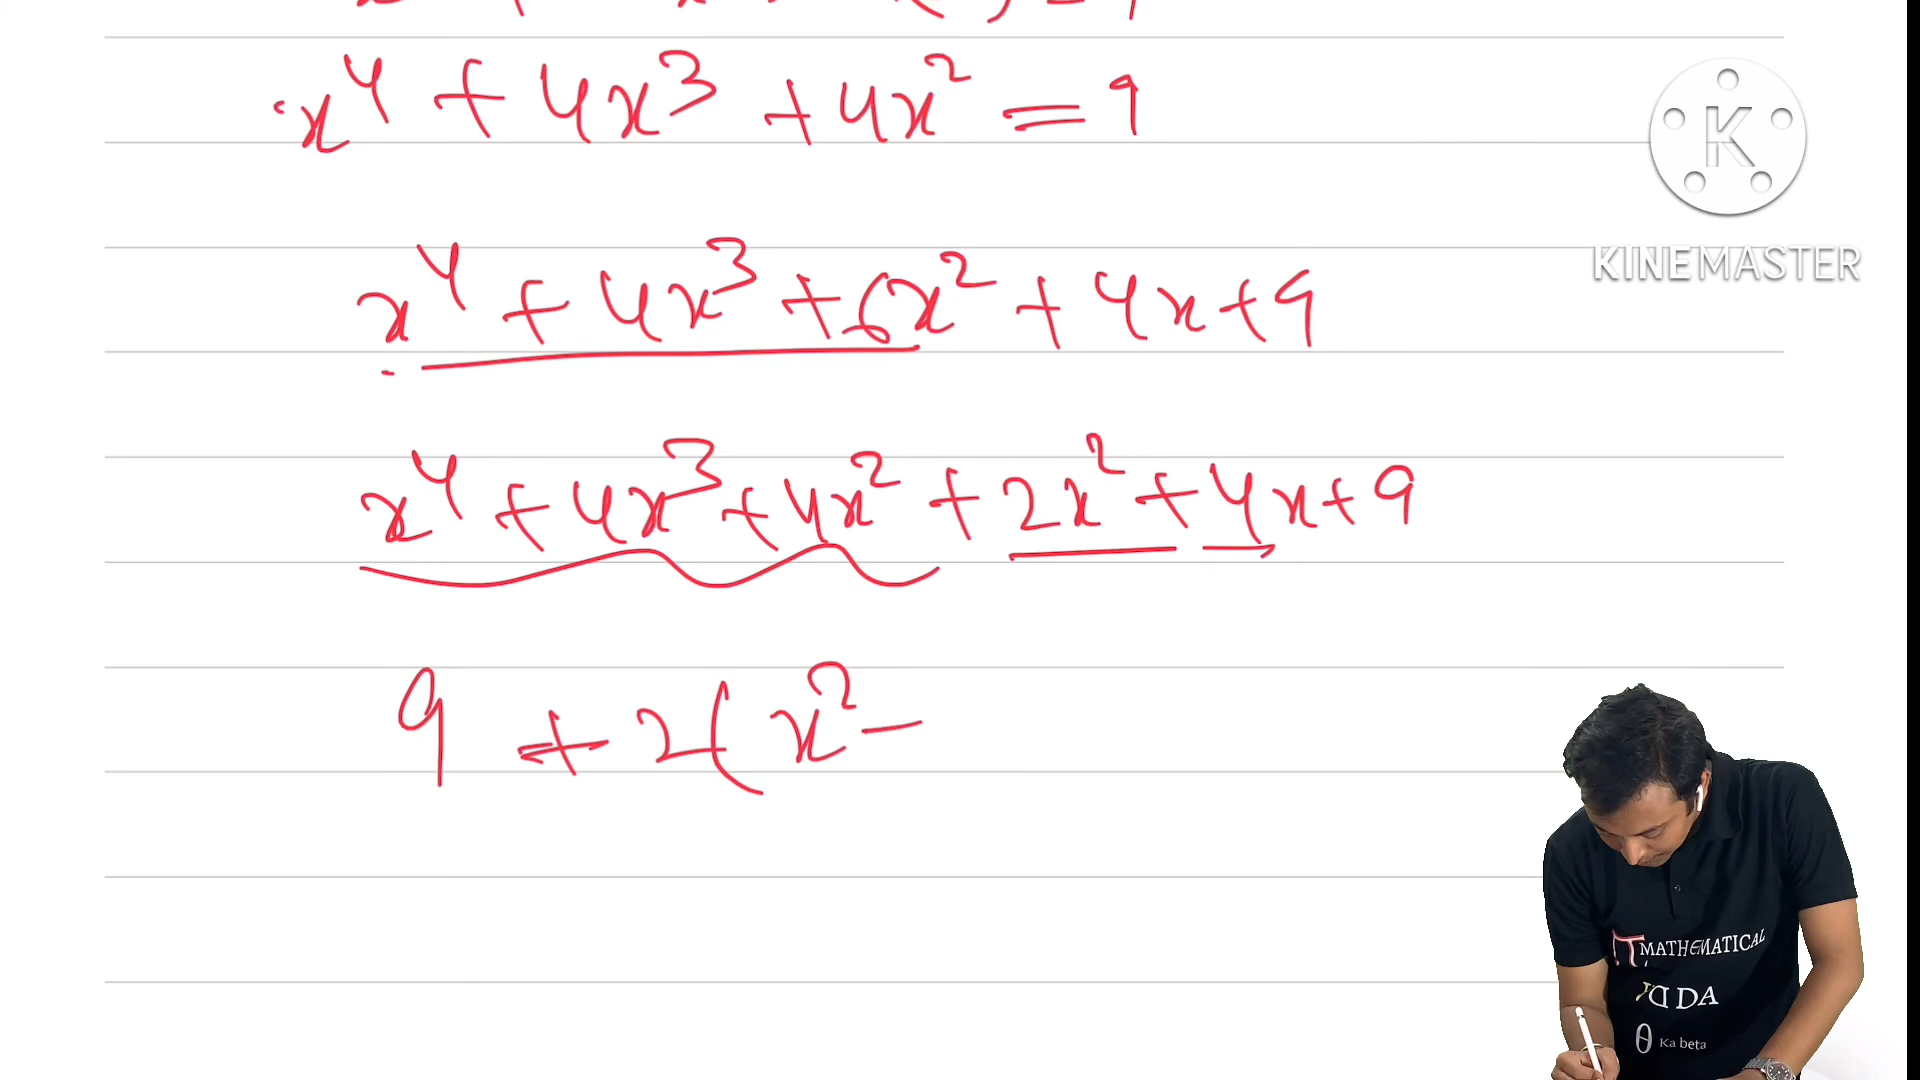 x⁴ + 4x³ + 4x² = 9
x⁴ + 4x³ + 6x² + 4x + 9
x⁴ + 4x³ + 4x² + 2x² + 4x + 9
9 + 2(x² -
K
KINEMASTER
MATHEMATICAL
DA
θ Ka beta